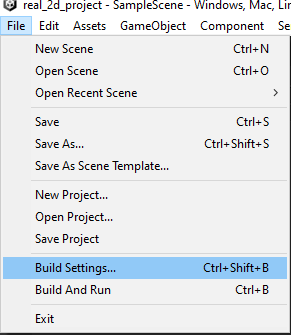 real_2d_project - SampleScene - Windows, Mac, Lin
File Edit Assets GameObject Component S
New Scene Ctrl+N
Open Scene Ctrl+O
Open Recent Scene >
Save Ctrl+S
Save As... Ctrl+Shift+S
Save As Scene Template...
New Project...
Open Project...
Save Project
Build Settings... Ctrl+Shift+B
Build And Run Ctrl+B
Exit